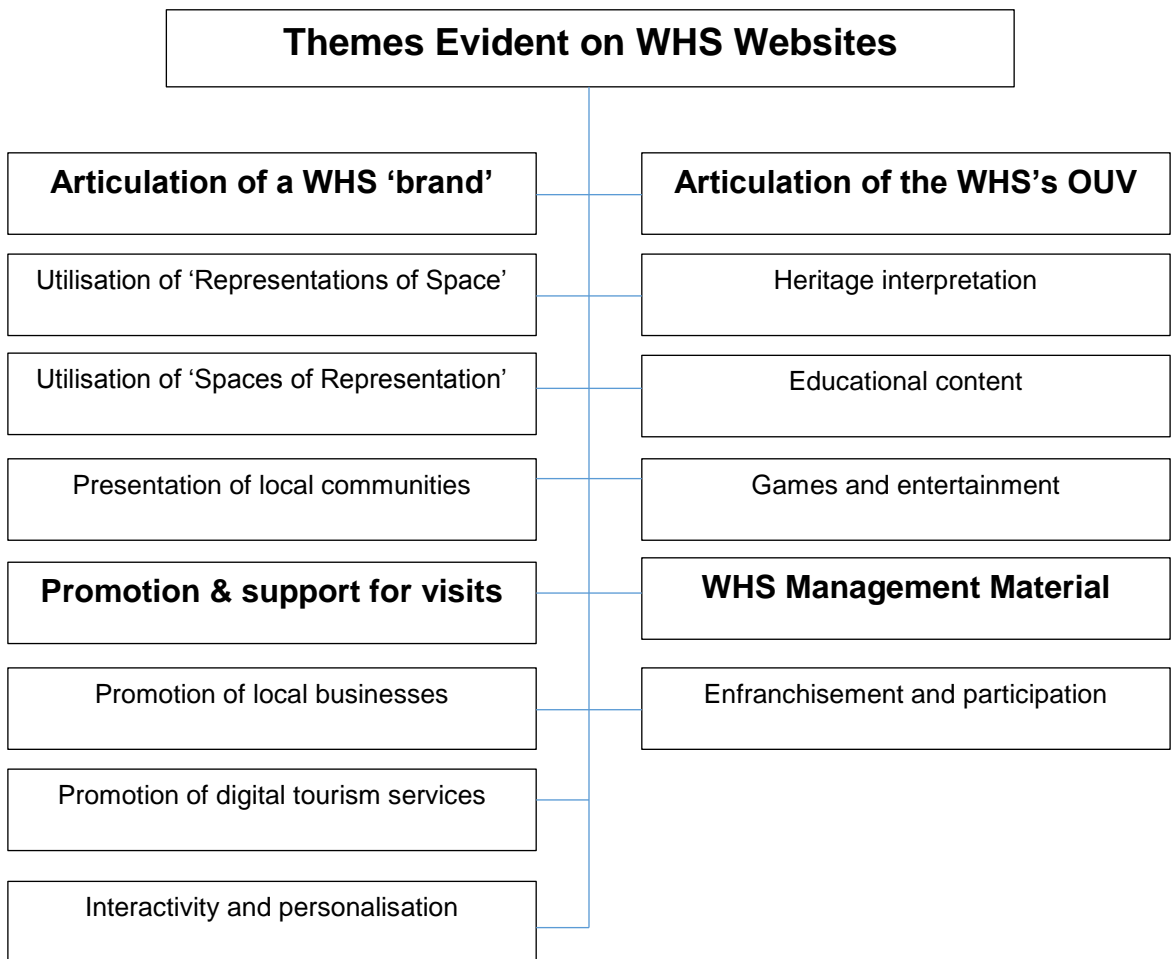 Themes Evident on WHS Websites
Articulation of a WHS ‘brand’
Utilisation of ‘Representations of Space’
Utilisation of ‘Spaces of Representation’
Presentation of local communities
Promotion & support for visits
Promotion of local businesses
Promotion of digital tourism services
Interactivity and personalisation
Articulation of the WHS’s OUV
Heritage interpretation
Educational content
Games and entertainment
WHS Management Material
Enfranchisement and participation